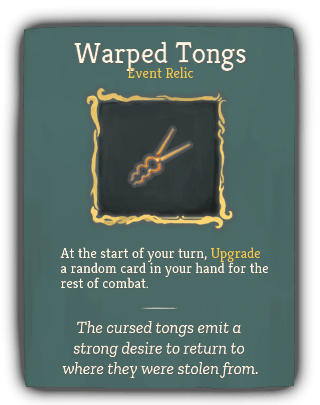 Warped Tongs
Event Relic
At the start of your turn, Upgrade
a random card in your hand for the
rest of combat.
The cursed tongs emit a
strong desire to return to
where they were stolen from.